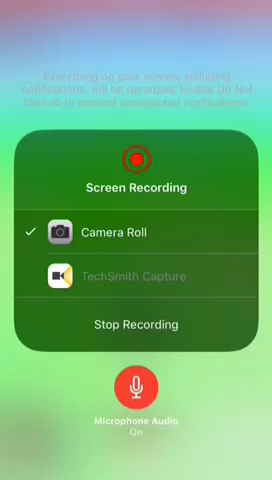 Everything on your screen, including
notifications, will be recorded. Enable Do Not
Disturb to prevent unexpected notifications.
Screen Recording
Camera Roll
TechSmith Capture
Stop Recording
Microphone Audio
On